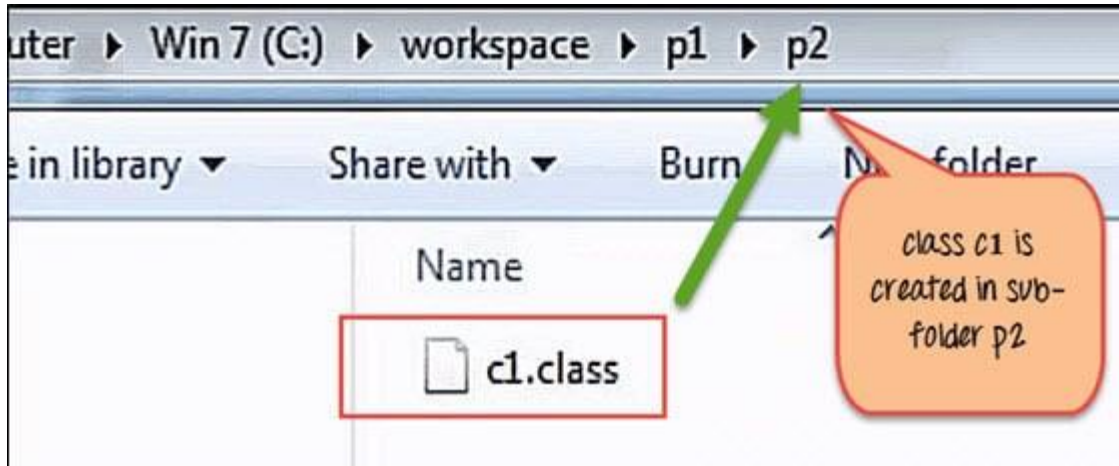 uter ▸ Win 7 (C:) ▸ workspace ▸ p1 ▸ p2
in library ▾ Share with ▾ Burn folder
Name
c1.class
class c1 is
created in sub-
folder p2